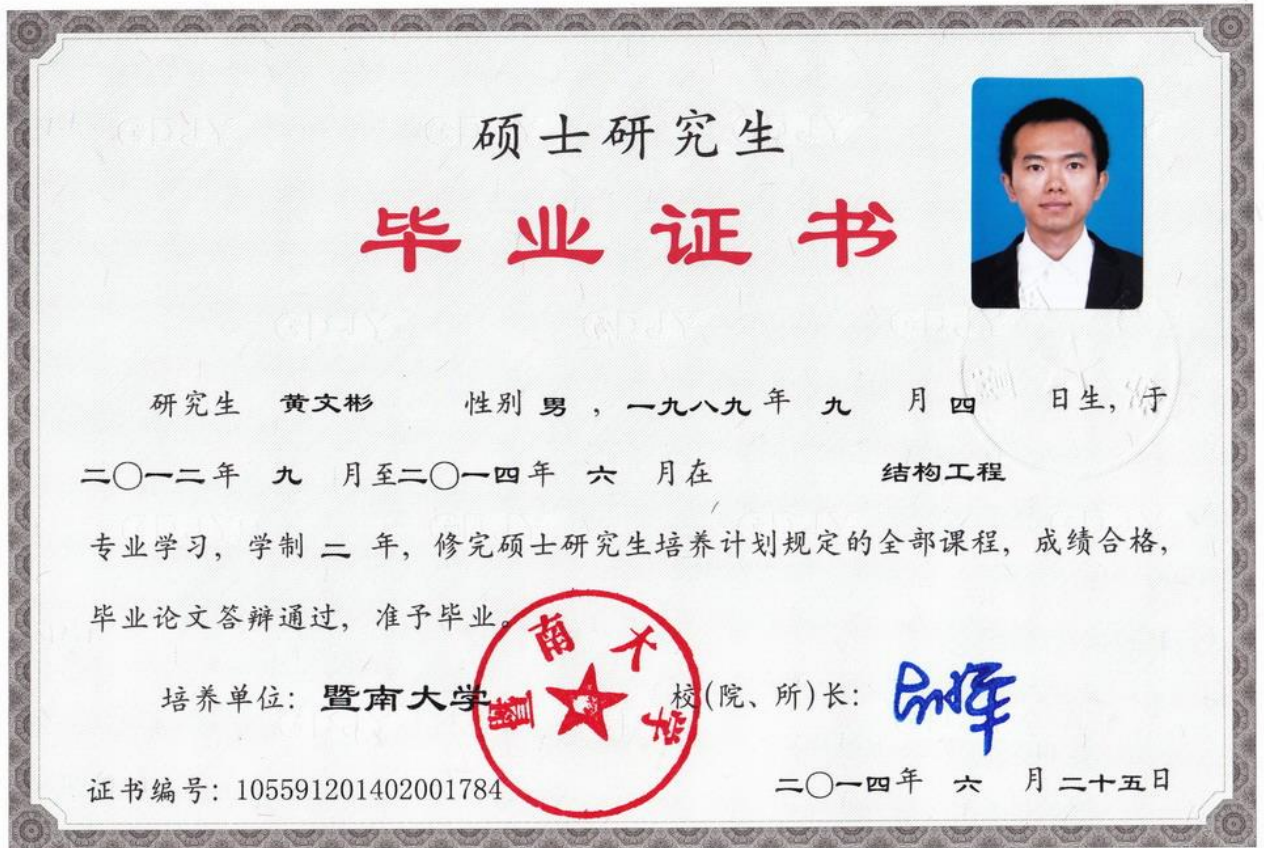 硕士研究生
毕业证书
研究生 黄文彬 性别 男 ，一九八九 年 九 月 四 日生，于
二〇一二 年 九 月至二〇一四 年 六 月在 结构工程
专业学习，学制 二 年，修完硕士研究生培养计划规定的全部课程，成绩合格，
毕业论文答辩通过，准予毕业。
培养单位：暨南大学 校(院、所)长：
暨南大学
证书编号：105591201402001784 二〇一四 年 六 月 二十五日